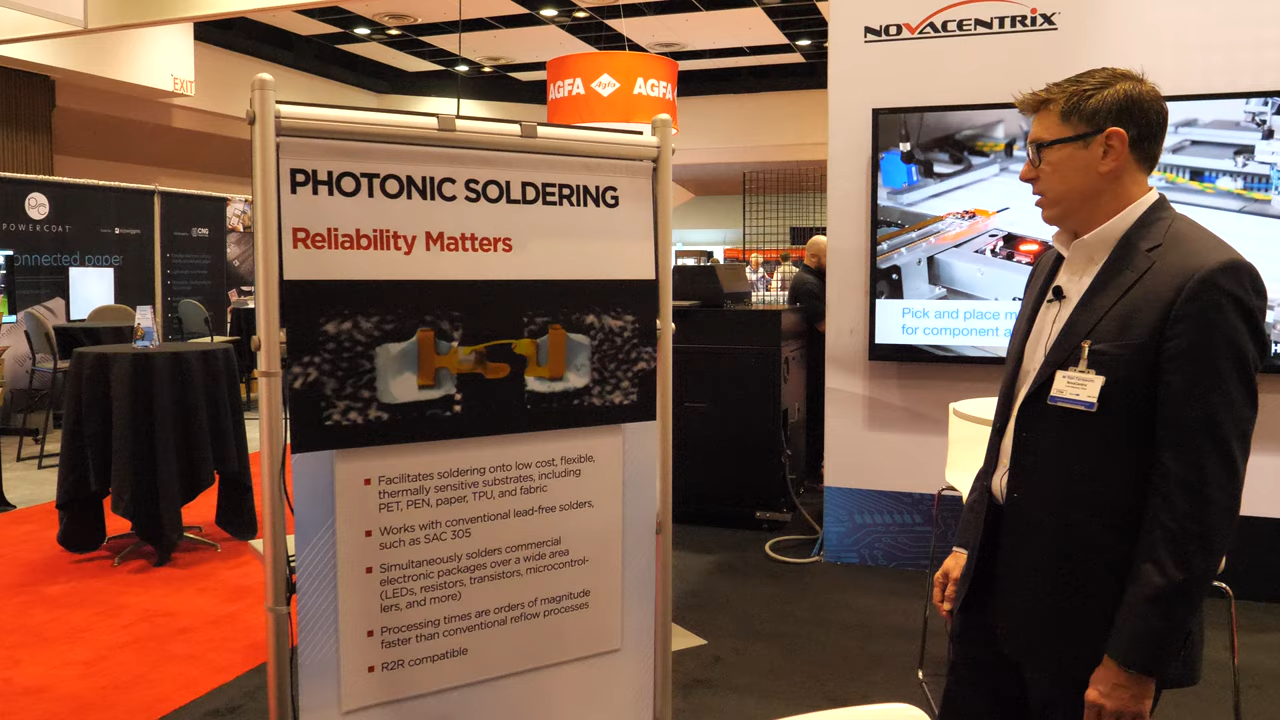 NOVACENTRIX
EXIT
AGFA
Agfa
AGFA
PHOTONIC SOLDERING
Reliability Matters
POWERCOAT
onnected paper
CNG
Pick and place m
for component a
Facilitates soldering onto low cost, flexible,
thermally sensitive substrates, including
PET, PEN, paper, TPU, and fabric
Works with conventional lead-free solders,
such as SAC 305
Simultaneously solders commercial
electronic packages over a wide area
(LEDs, resistors, transistors, microcontrol-
lers, and more)
Processing times are orders of magnitude
faster than conventional reflow processes
R2R compatible